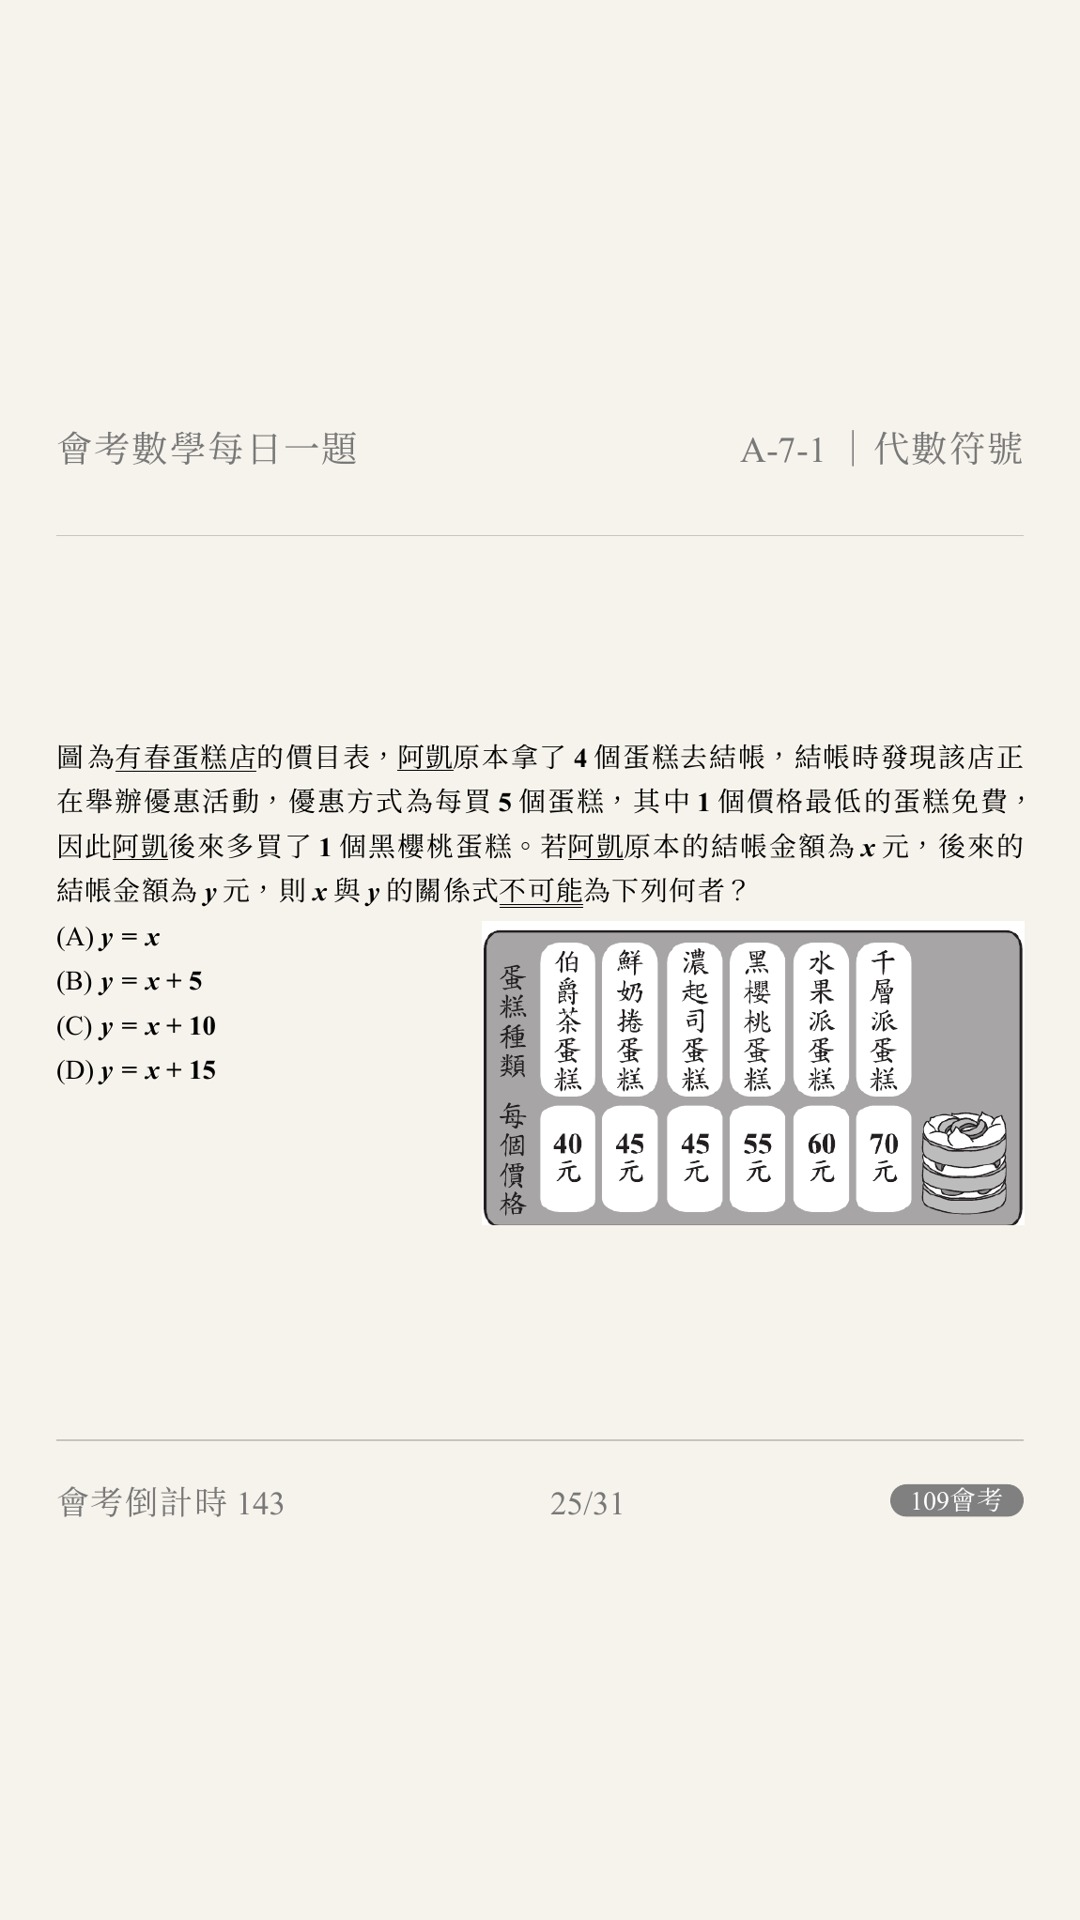 會考數學每日一題
A-7-1｜代數符號
圖為有春蛋糕店的價目表，阿凱原本拿了 4 個蛋糕去結帳，結帳時發現該店正
在舉辦優惠活動，優惠方式為每買 5 個蛋糕，其中 1 個價格最低的蛋糕免費，
因此阿凱後來多買了 1 個黑櫻桃蛋糕。若阿凱原本的結帳金額為 x 元，後來的
結帳金額為 y 元，則 x 與 y 的關係式不可能為下列何者？
(A) y = x
(B) y = x + 5
(C) y = x + 10
(D) y = x + 15
蛋糕種類
伯爵茶蛋糕
鮮奶捲蛋糕
濃起司蛋糕
黑櫻桃蛋糕
水果派蛋糕
千層派蛋糕
每個價格
40元
45元
45元
55元
60元
70元
會考倒計時 143
25/31
109會考